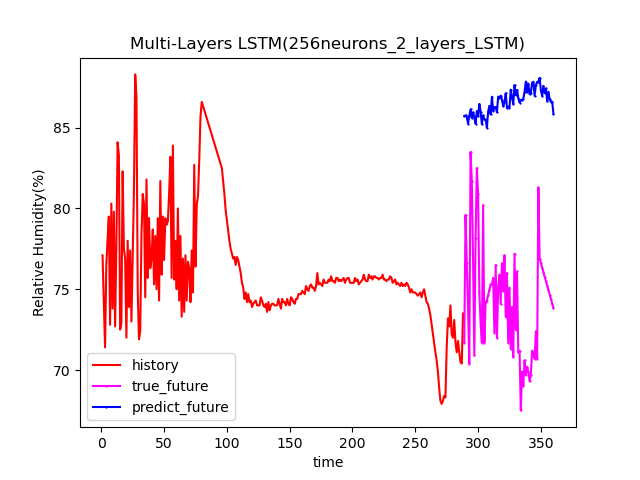 Multi-Layers LSTM(256neurons_2_layers_LSTM)
Relative Humidity(%)
85
80
75
70
history
true_future
predict_future
0
50
100
150
200
250
300
350
time